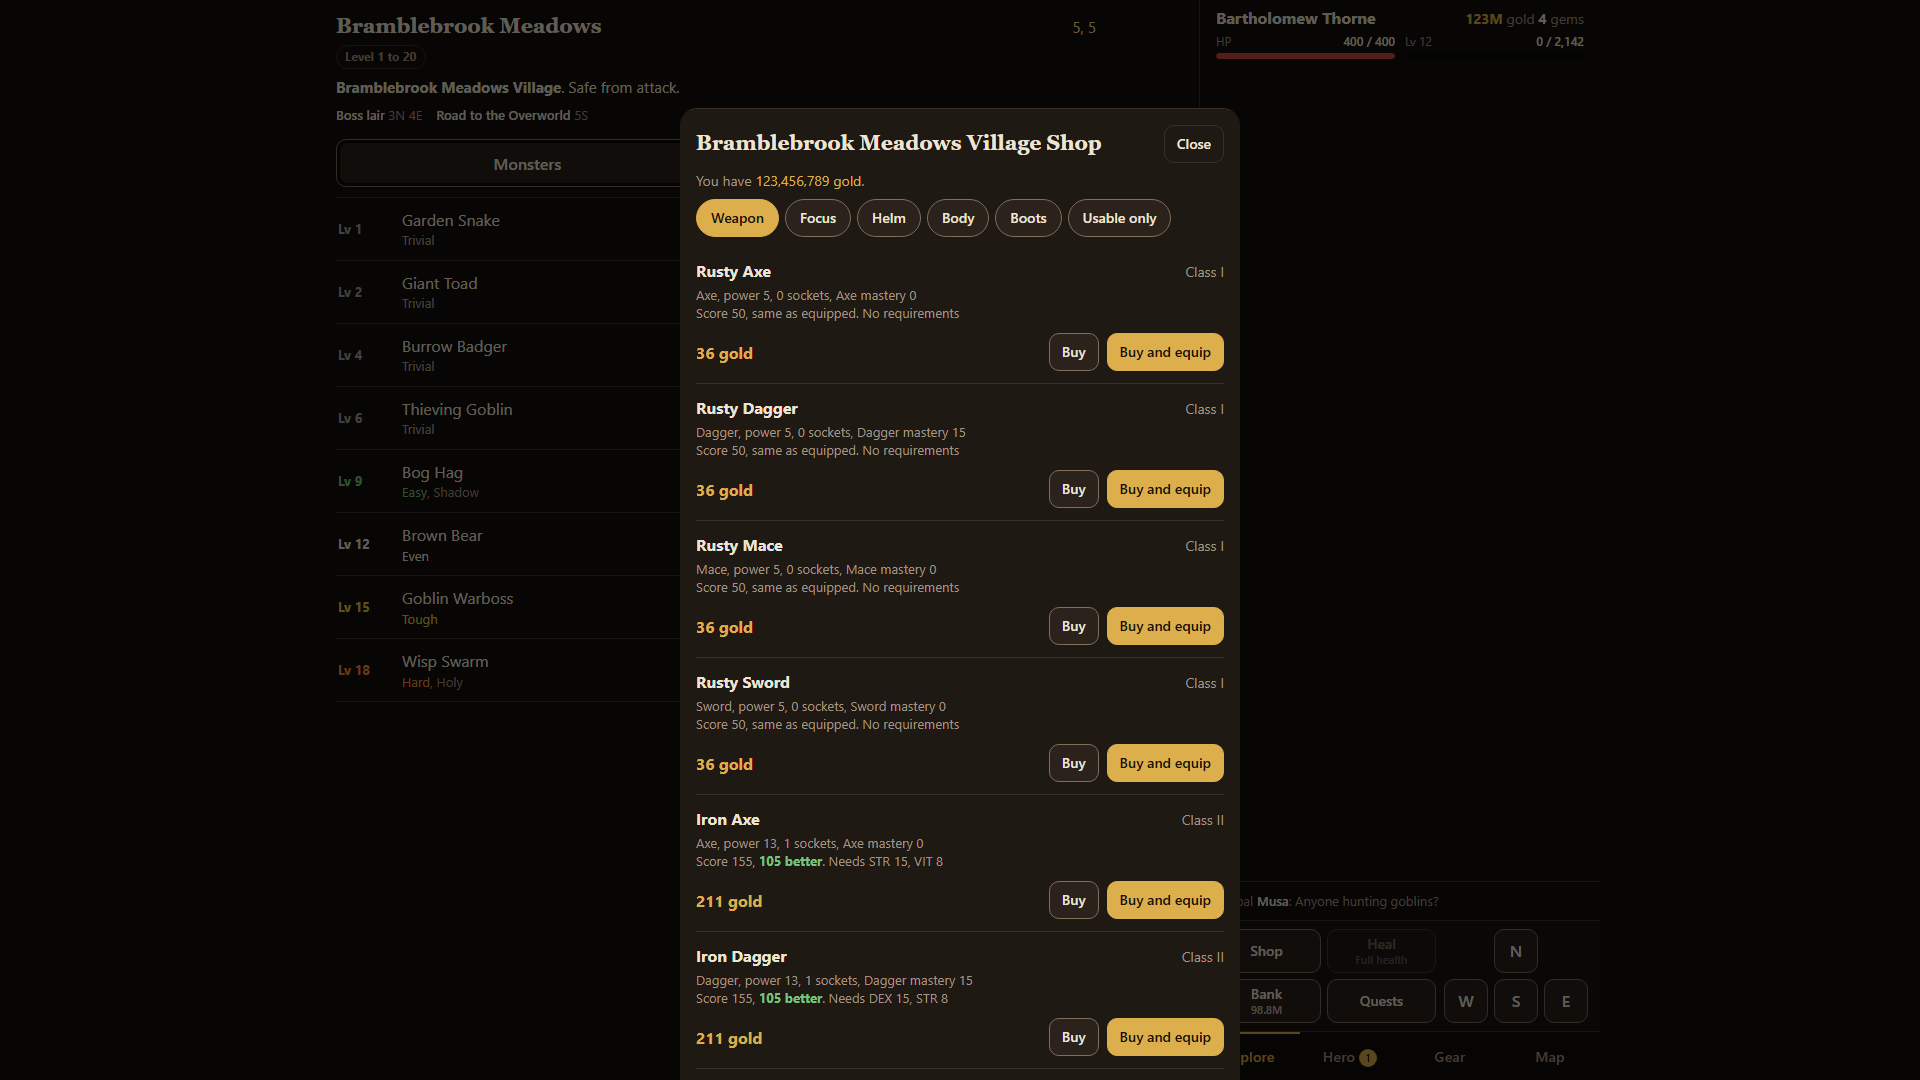 Bramblebrook Meadows
5, 5
Level 1 to 20
Bramblebrook Meadows Village. Safe from attack.
Boss lair 3N 4E Road to the Overworld 5S
Monsters
Lv 1 Garden Snake
Trivial
Lv 2 Giant Toad
Trivial
Lv 4 Burrow Badger
Trivial
Lv 6 Thieving Goblin
Trivial
Lv 9 Bog Hag
Easy, Shadow
Lv 12 Brown Bear
Even
Lv 15 Goblin Warboss
Tough
Lv 18 Wisp Swarm
Hard, Holy
Bartholomew Thorne 123M gold 4 gems
HP 400 / 400 Lv 12 0 / 2,142
Bramblebrook Meadows Village Shop
Close
You have 123,456,789 gold.
Weapon Focus Helm Body Boots Usable only
Rusty Axe Class I
Axe, power 5, 0 sockets, Axe mastery 0
Score 50, same as equipped. No requirements
36 gold Buy Buy and equip
Rusty Dagger Class I
Dagger, power 5, 0 sockets, Dagger mastery 15
Score 50, same as equipped. No requirements
36 gold Buy Buy and equip
Rusty Mace Class I
Mace, power 5, 0 sockets, Mace mastery 0
Score 50, same as equipped. No requirements
36 gold Buy Buy and equip
Rusty Sword Class I
Sword, power 5, 0 sockets, Sword mastery 0
Score 50, same as equipped. No requirements
36 gold Buy Buy and equip
Iron Axe Class II
Axe, power 13, 1 sockets, Axe mastery 0
Score 155, 105 better. Needs STR 15, VIT 8
211 gold Buy Buy and equip
Iron Dagger Class II
Dagger, power 13, 1 sockets, Dagger mastery 15
Score 155, 105 better. Needs DEX 15, STR 8
211 gold Buy Buy and equip
Musa: Anyone hunting goblins?
Shop Heal N
Full health
Bank Quests W S E
98.8M
plore Hero 1 Gear Map